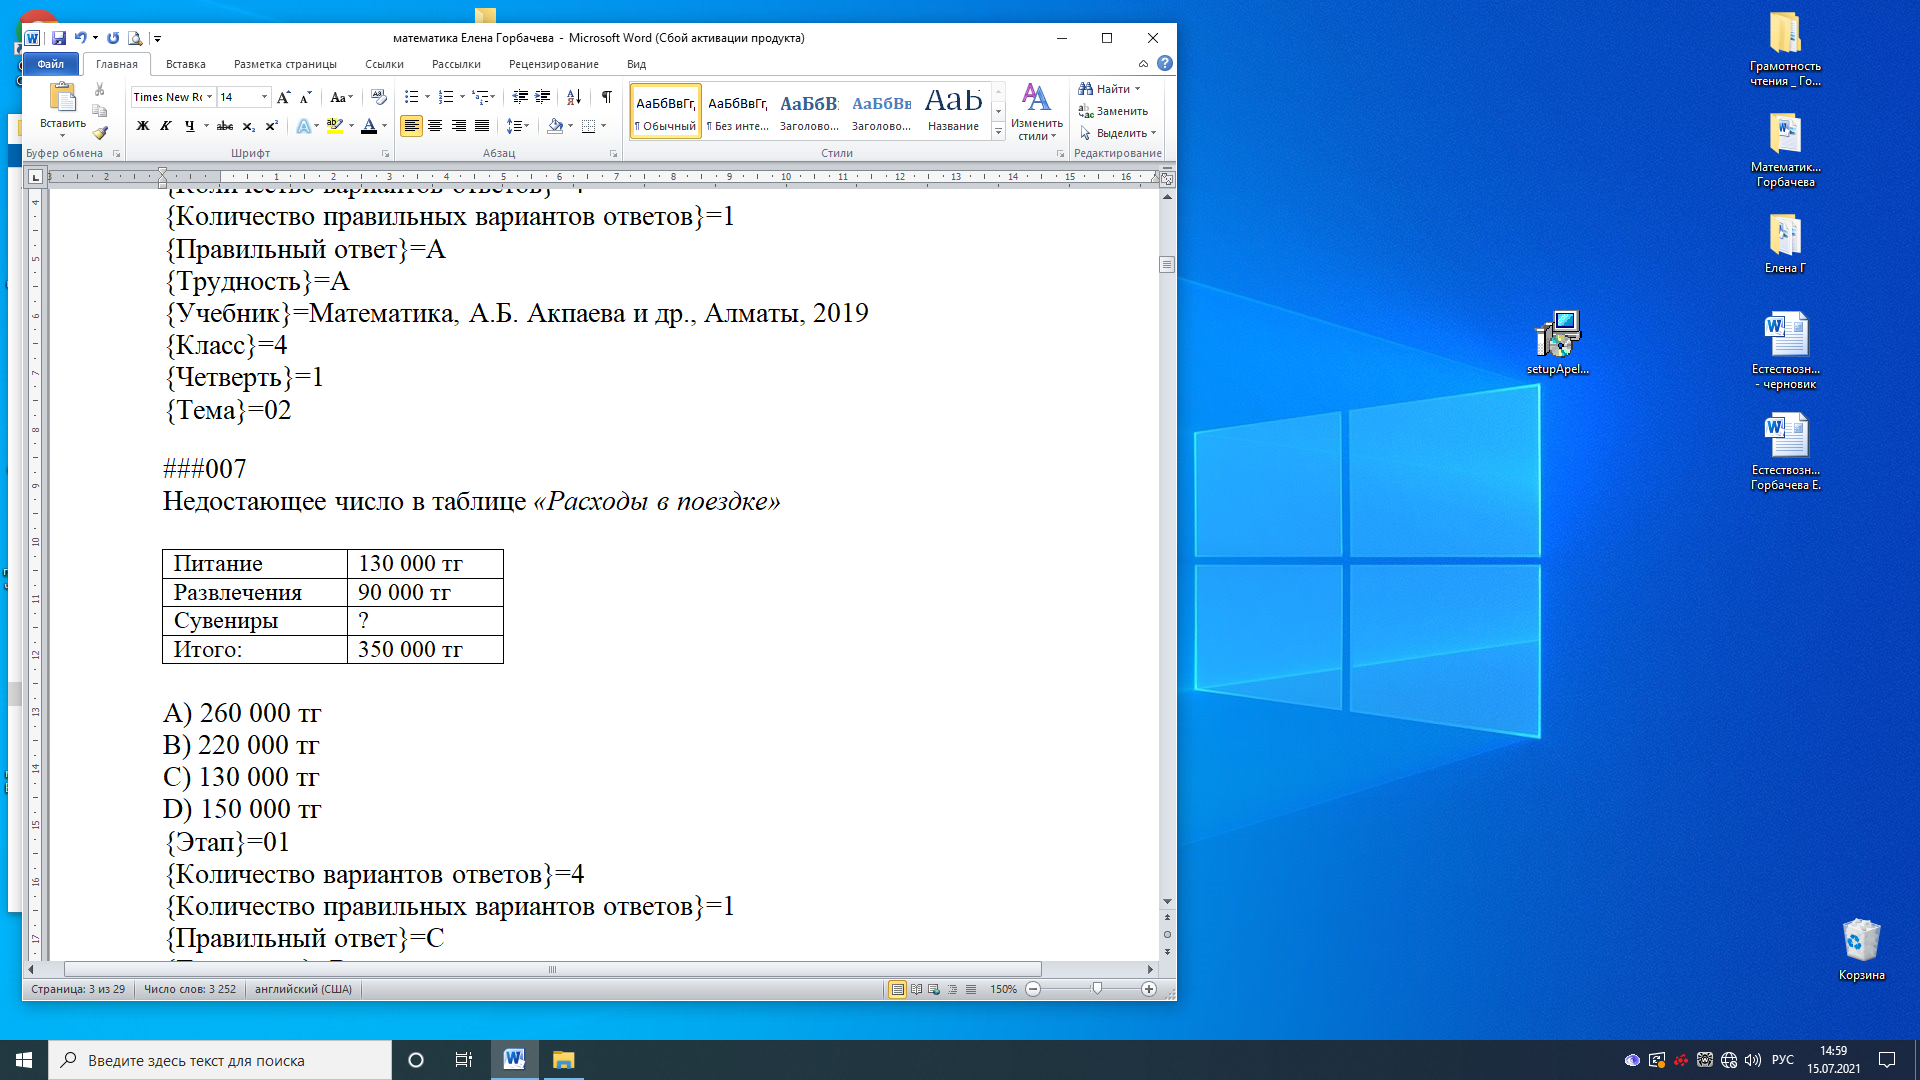 математика Елена Горбачева - Microsoft Word (Сбой активации продукта)
Файл Главная Вставка Разметка страницы Ссылки Рассылки Рецензирование Вид
Вставить
Буфер обмена
Times New Ro 14
Шрифт
Абзац
АаБбВвГг, ¶ Обычный
АаБбВвГг, ¶ Без инте...
АаБбВ: Заголово...
АаБбВв Заголово...
АаБ Название
Изменить стили
Стили
Найти
Заменить
Выделить
Редактирование
{Количество вариантов ответов}=4
{Количество правильных вариантов ответов}=1
{Правильный ответ}=A
{Трудность}=A
{Учебник}=Математика, А.Б. Акпаева и др., Алматы, 2019
{Класс}=4
{Четверть}=1
{Тема}=02
###007
Недостающее число в таблице «Расходы в поездке»
Питание 130 000 тг
Развлечения 90 000 тг
Сувениры ?
Итого: 350 000 тг
A) 260 000 тг
B) 220 000 тг
C) 130 000 тг
D) 150 000 тг
{Этап}=01
{Количество вариантов ответов}=4
{Количество правильных вариантов ответов}=1
{Правильный ответ}=C
Страница: 3 из 29 Число слов: 3 252 английский (США) 150%
Грамотность
чтения _ Го...
Математик...
Горбачева
Елена Г
setupApel...
Естествозн...
- черновик
Естествозн...
Горбачева Е.
Корзина
Введите здесь текст для поиска
РУС
14:59
15.07.2021